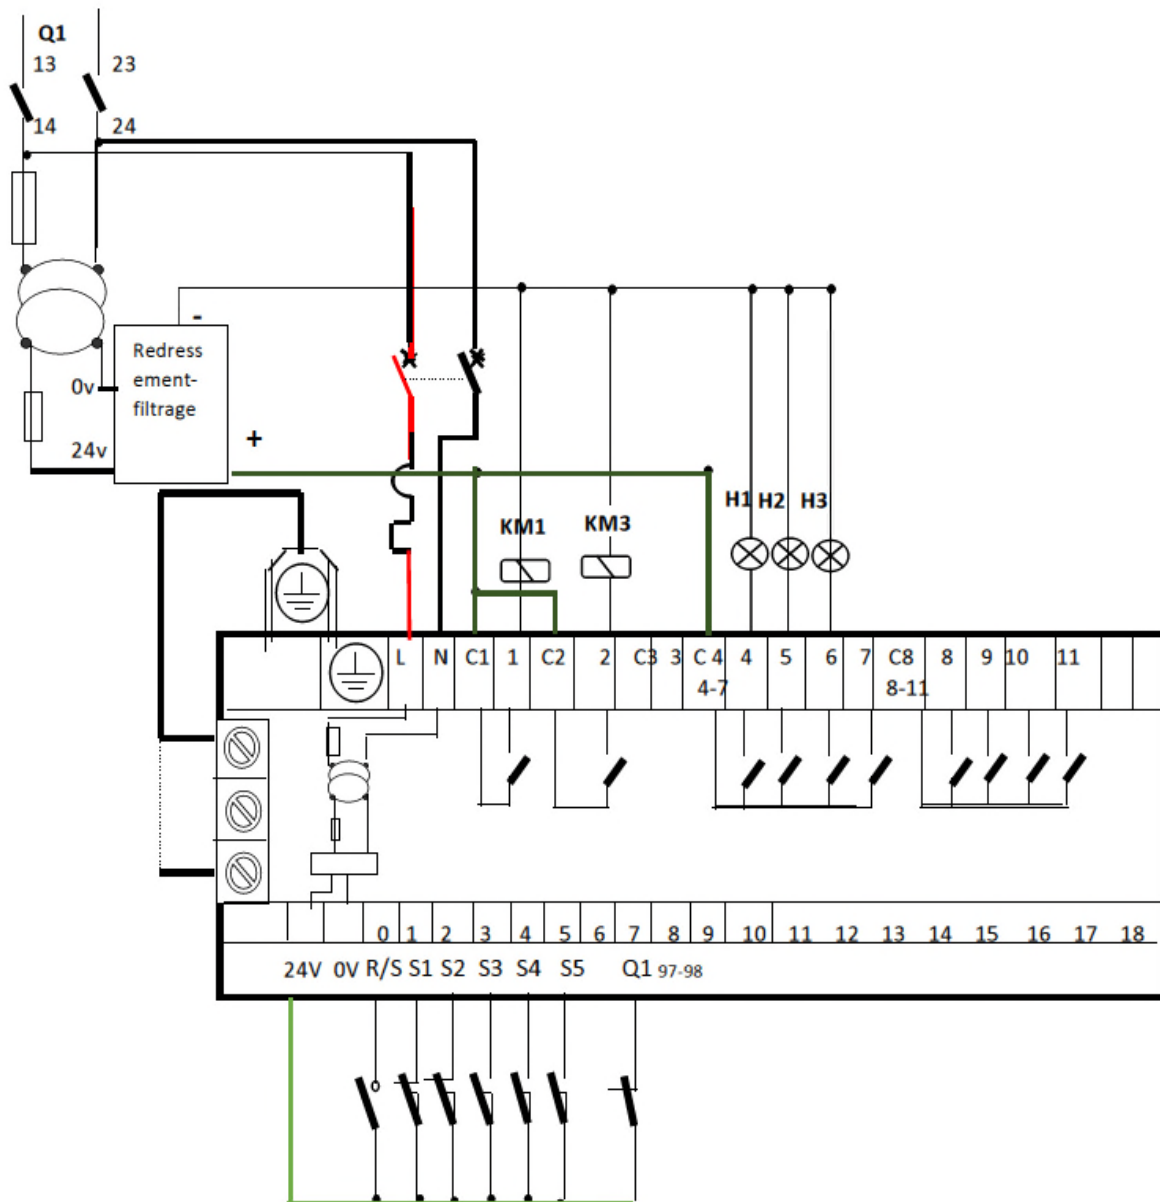 Q1
13 23
14 24
-
Redress
ement-
filtrage
0v
24v
+
KM1 KM3 H1 H2 H3
L N C1 1 C2 2 C3 3 C 4 4 5 6 7 C8 8 9 10 11
4-7 8-11
0 1 2 3 4 5 6 7 8 9 10 11 12 13 14 15 16 17 18
24V 0V R/S S1 S2 S3 S4 S5 Q1 97-98